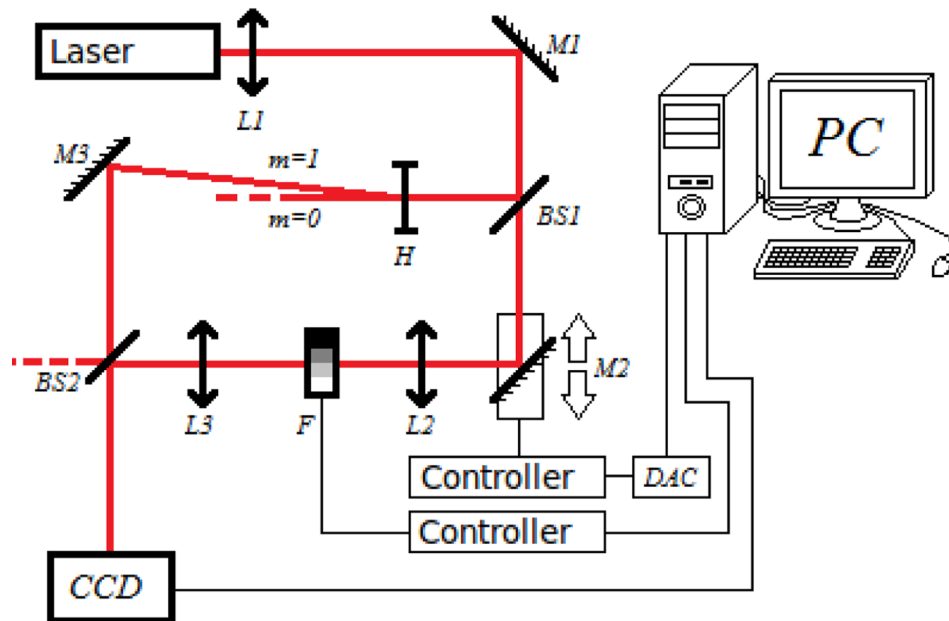 Laser
L1
M1
PC
M3
m=1
m=0
H
BS1
BS2
L3
F
L2
M2
Controller
DAC
Controller
CCD